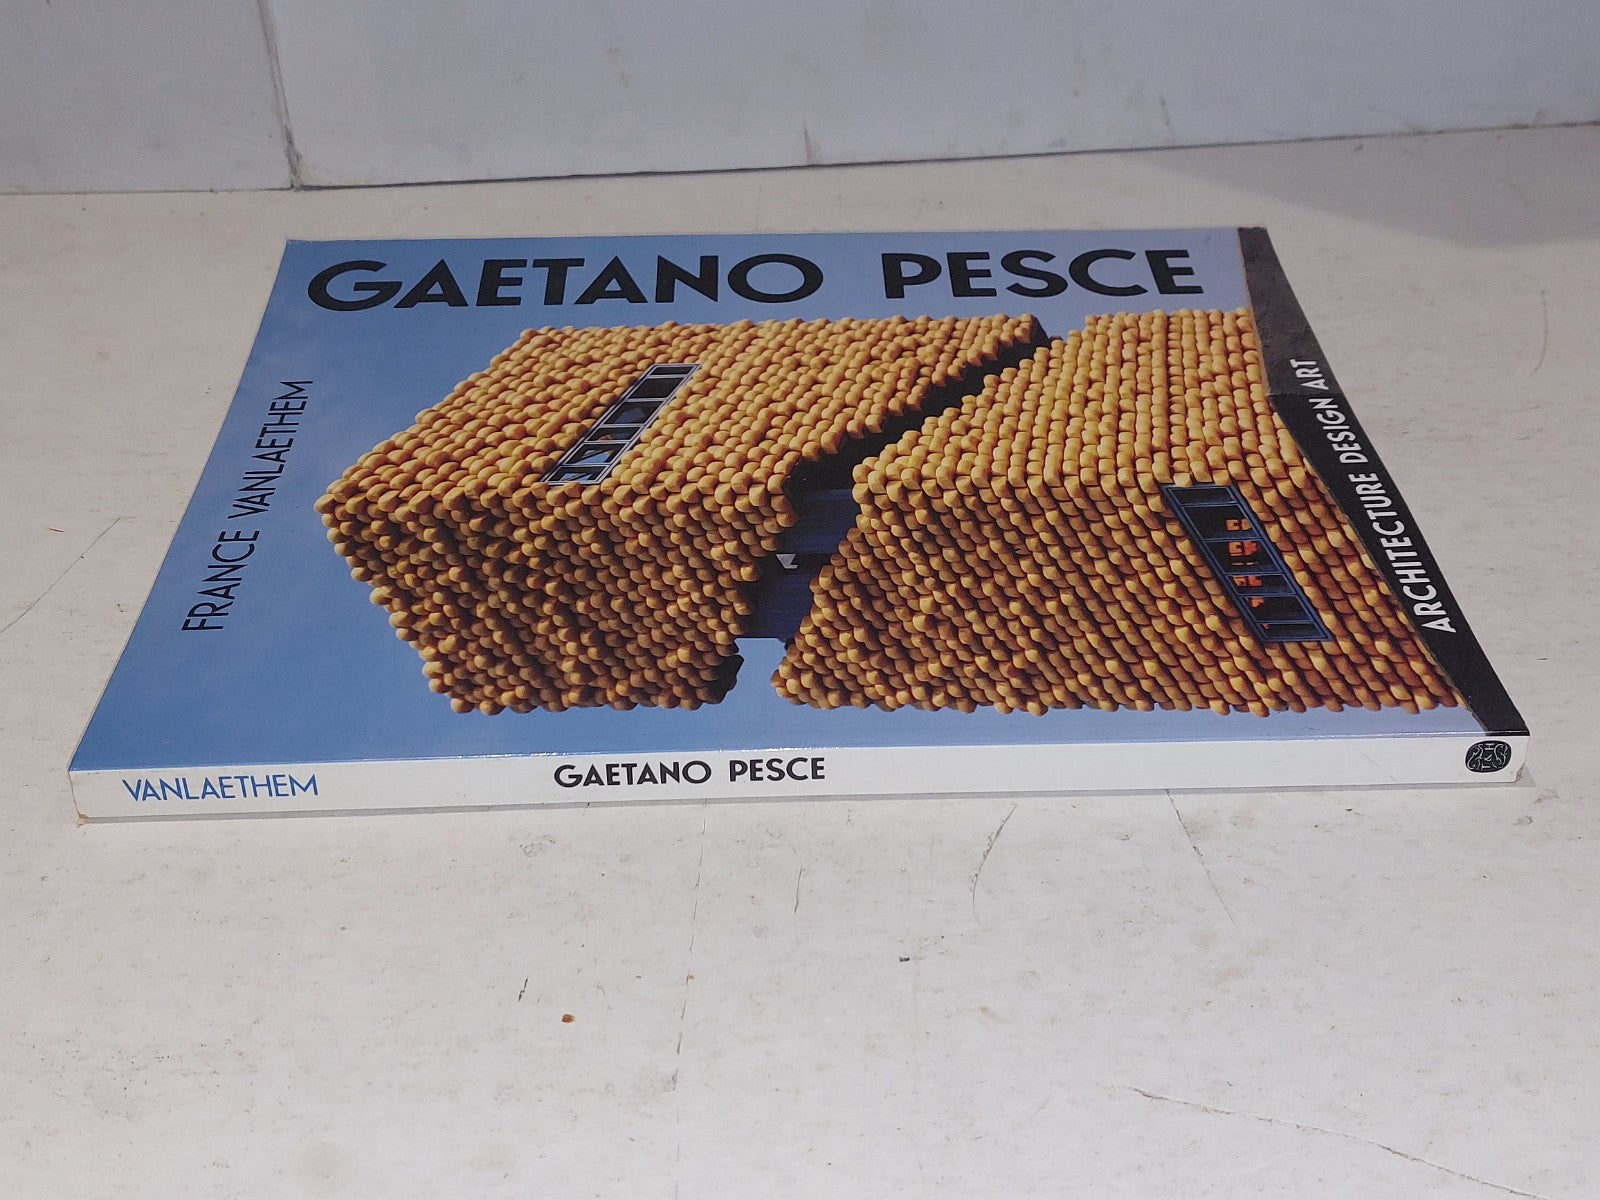 GAETANO PESCE
FRANCE VANLAETHEM
ARCHITECTURE DESIGN ART
VANLAETHEM
GAETANO PESCE